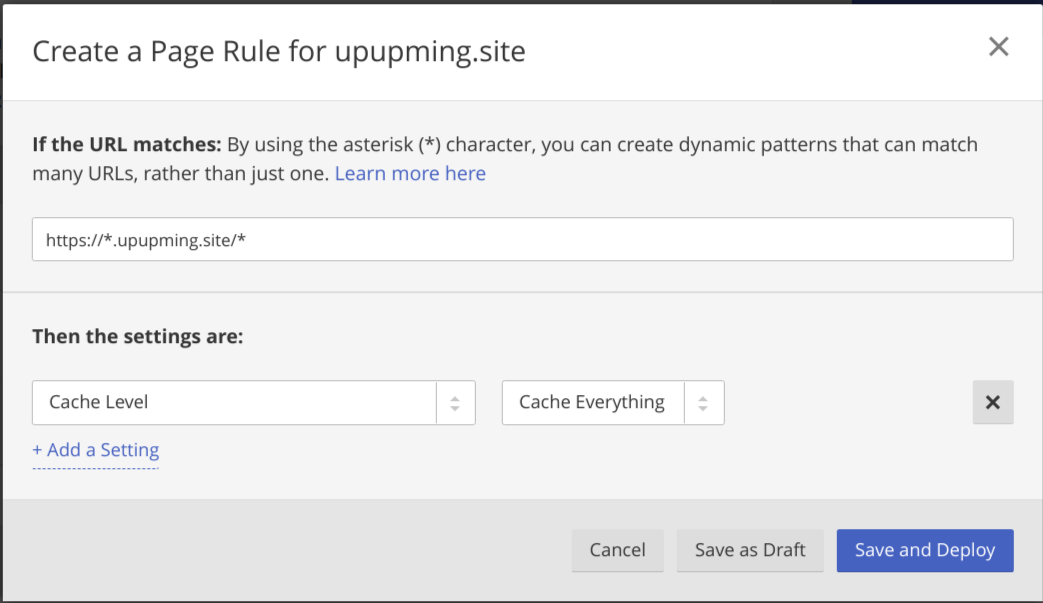 Create a Page Rule for upupming.site
If the URL matches: By using the asterisk (*) character, you can create dynamic patterns that can match
many URLs, rather than just one. Learn more here
https://*.upupming.site/*
Then the settings are:
Cache Level Cache Everything
+ Add a Setting
Cancel Save as Draft Save and Deploy